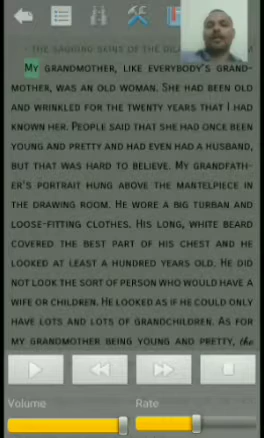 THE SAGGING SKINS OF THE
MY GRANDMOTHER, LIKE EVERYBODY'S GRAND-
MOTHER, WAS AN OLD WOMAN. SHE HAD BEEN OLD
AND WRINKLED FOR THE TWENTY YEARS THAT I HAD
KNOWN HER. PEOPLE SAID THAT SHE HAD ONCE BEEN
YOUNG AND PRETTY AND HAD EVEN HAD A HUSBAND,
BUT THAT WAS HARD TO BELIEVE. MY GRANDFATH-
ER'S PORTRAIT HUNG ABOVE THE MANTELPIECE IN
THE DRAWING ROOM. HE WORE A BIG TURBAN AND
LOOSE-FITTING CLOTHES. HIS LONG, WHITE BEARD
COVERED THE BEST PART OF HIS CHEST AND HE
LOOKED AT LEAST A HUNDRED YEARS OLD. HE DID
NOT LOOK THE SORT OF PERSON WHO WOULD HAVE A
WIFE OR CHILDREN. HE LOOKED AS IF HE COULD ONLY
HAVE LOTS AND LOTS OF GRANDCHILDREN. AS FOR
MY GRANDMOTHER BEING YOUNG AND PRETTY, the
Volume Rate